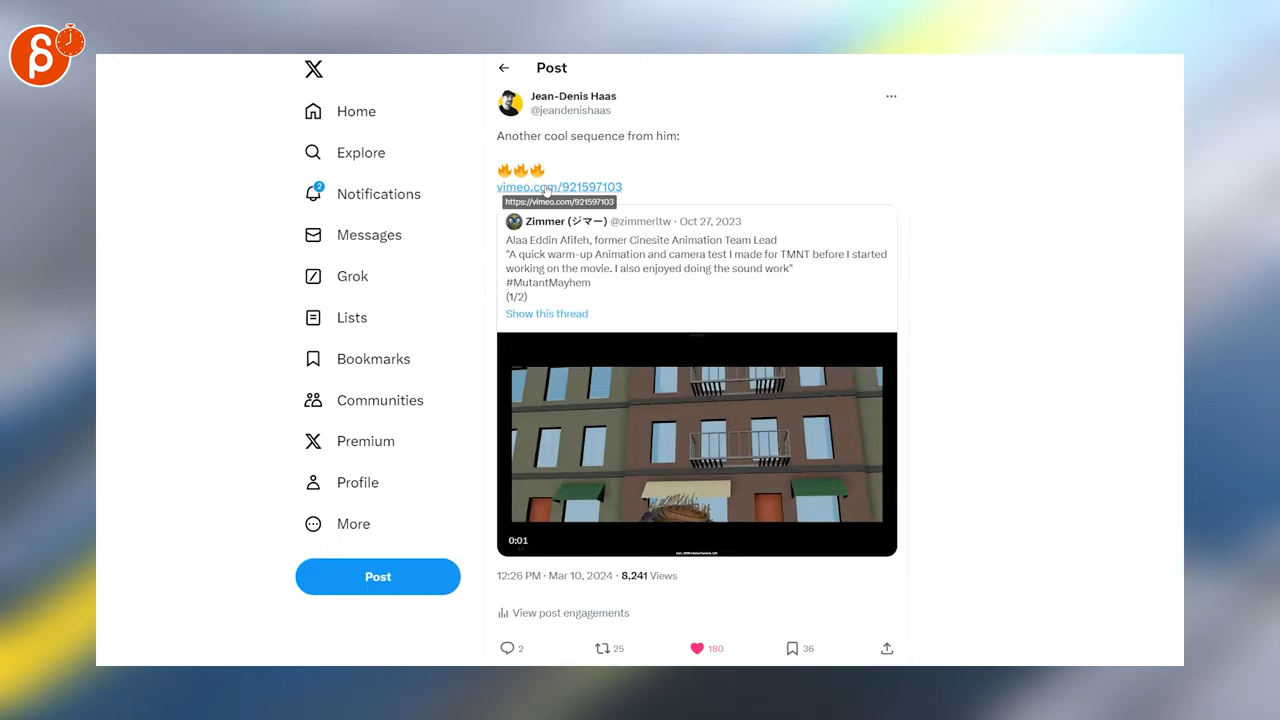 Post
Jean-Denis Haas
@jeandenishaas
Another cool sequence from him:
🔥🔥🔥
vimeo.com/921597103
https://vimeo.com/921597103
Zimmer (ジマー) @zimmerltw · Oct 27, 2023
Alaa Eddin Afifeh, former Cinesite Animation Team Lead
"A quick warm-up Animation and camera test I made for TMNT before I started
working on the movie. I also enjoyed doing the sound work"
#MutantMayhem
(1/2)
Show this thread
0:01
12:26 PM · Mar 10, 2024 · 8,241 Views
View post engagements
2
25
180
36
Home
Explore
2
Notifications
Messages
Grok
Lists
Bookmarks
Communities
Premium
Profile
More
Post